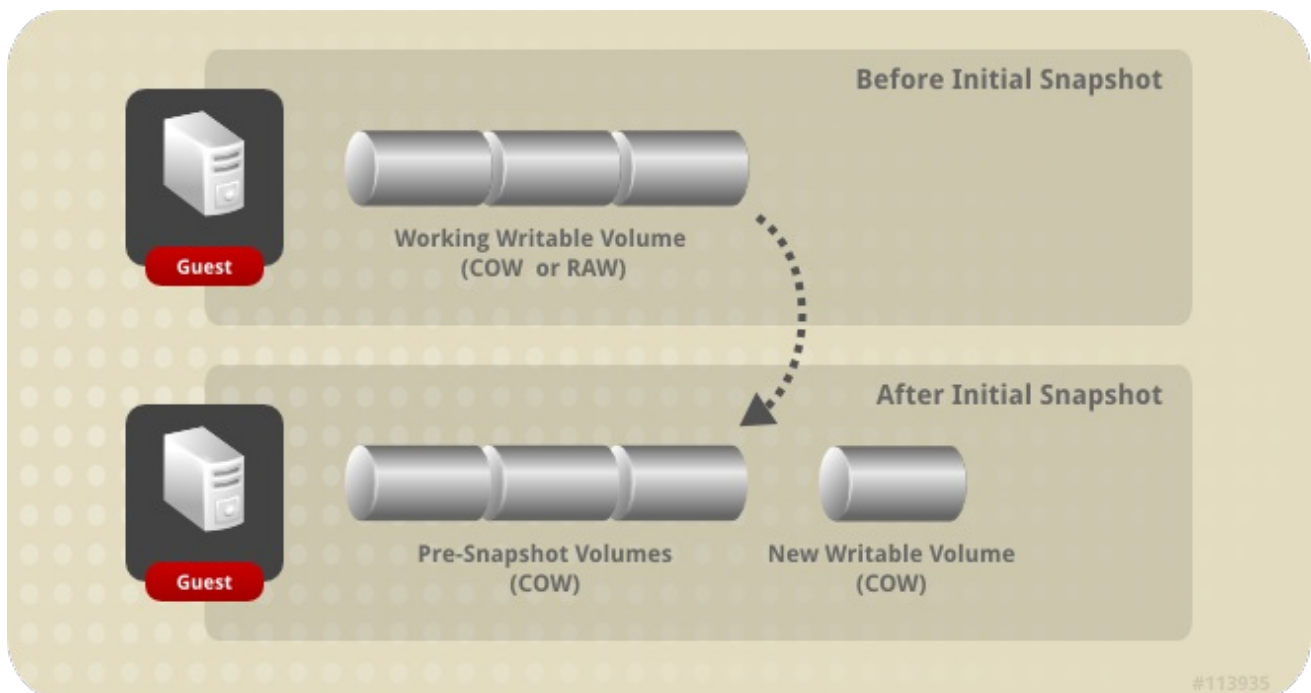 Before Initial Snapshot
Guest
Working Writable Volume
(COW  or RAW)
After Initial Snapshot
Guest
Pre-Snapshot Volumes
(COW)
New Writable Volume
(COW)
#113935